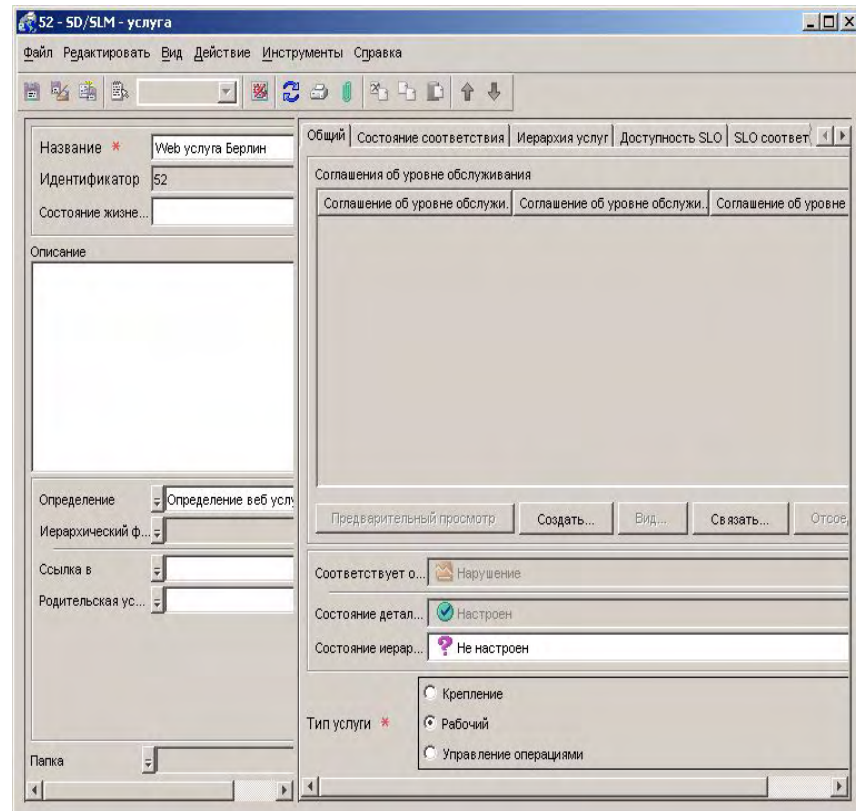 52 - SD/SLM - услуга
Файл Редактировать Вид Действие Инструменты Справка
Название *
Web услуга Берлин
Идентификатор
52
Состояние жизне...
Описание
Определение
Определение веб услу
Иерархический ф...
Ссылка в
Родительская ус...
Папка
Общий
Состояние соответствия
Иерархия услуг
Доступность SLO
SLO соответ
Соглашения об уровне обслуживания
Соглашение об уровне обслужи.
Соглашение об уровне обслужи..
Соглашение об уровне
Предварительный просмотр
Создать...
Вид...
Связать...
Отсое,
Соответствует о...
Нарушение
Состояние детал...
Настроен
Состояние иерар...
Не настроен
Тип услуги *
Крепление
Рабочий
Управление операциями